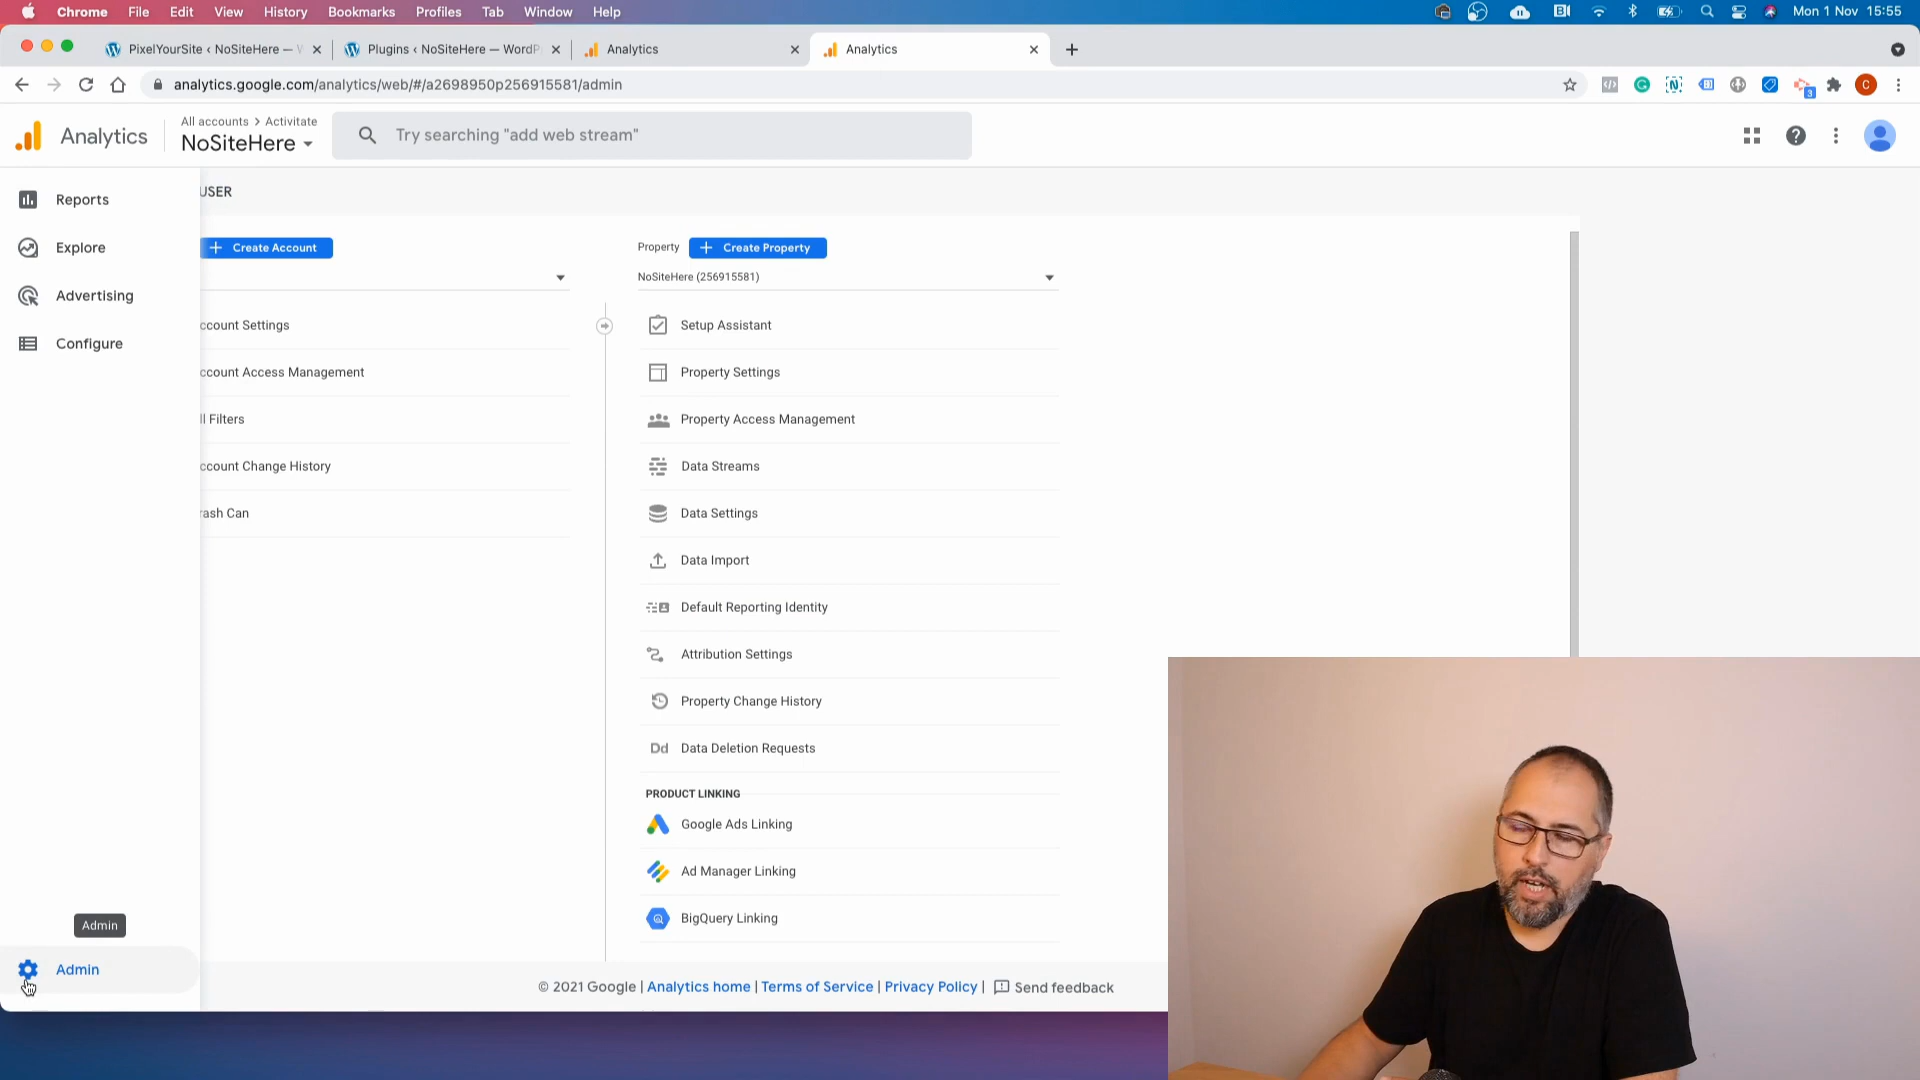 Chrome File Edit View History Bookmarks Profiles Tab Window Help
Mon 1 Nov 15:55
PixelYourSite ‹ NoSiteHere —
Plugins ‹ NoSiteHere — WordP
Analytics
Analytics
analytics.google.com/analytics/web/#/a2698950p256915581/admin
3
C
Analytics
All accounts > Activitate
NoSiteHere
Try searching "add web stream"
Reports
Explore
Advertising
Configure
Admin
Admin
USER
Create Account
ccount Settings
ccount Access Management
ll Filters
ccount Change History
rash Can
Property
Create Property
NoSiteHere (256915581)
Setup Assistant
Property Settings
Property Access Management
Data Streams
Data Settings
Data Import
Default Reporting Identity
Attribution Settings
Property Change History
Dd Data Deletion Requests
PRODUCT LINKING
Google Ads Linking
Ad Manager Linking
BigQuery Linking
© 2021 Google | Analytics home | Terms of Service | Privacy Policy | Send feedback